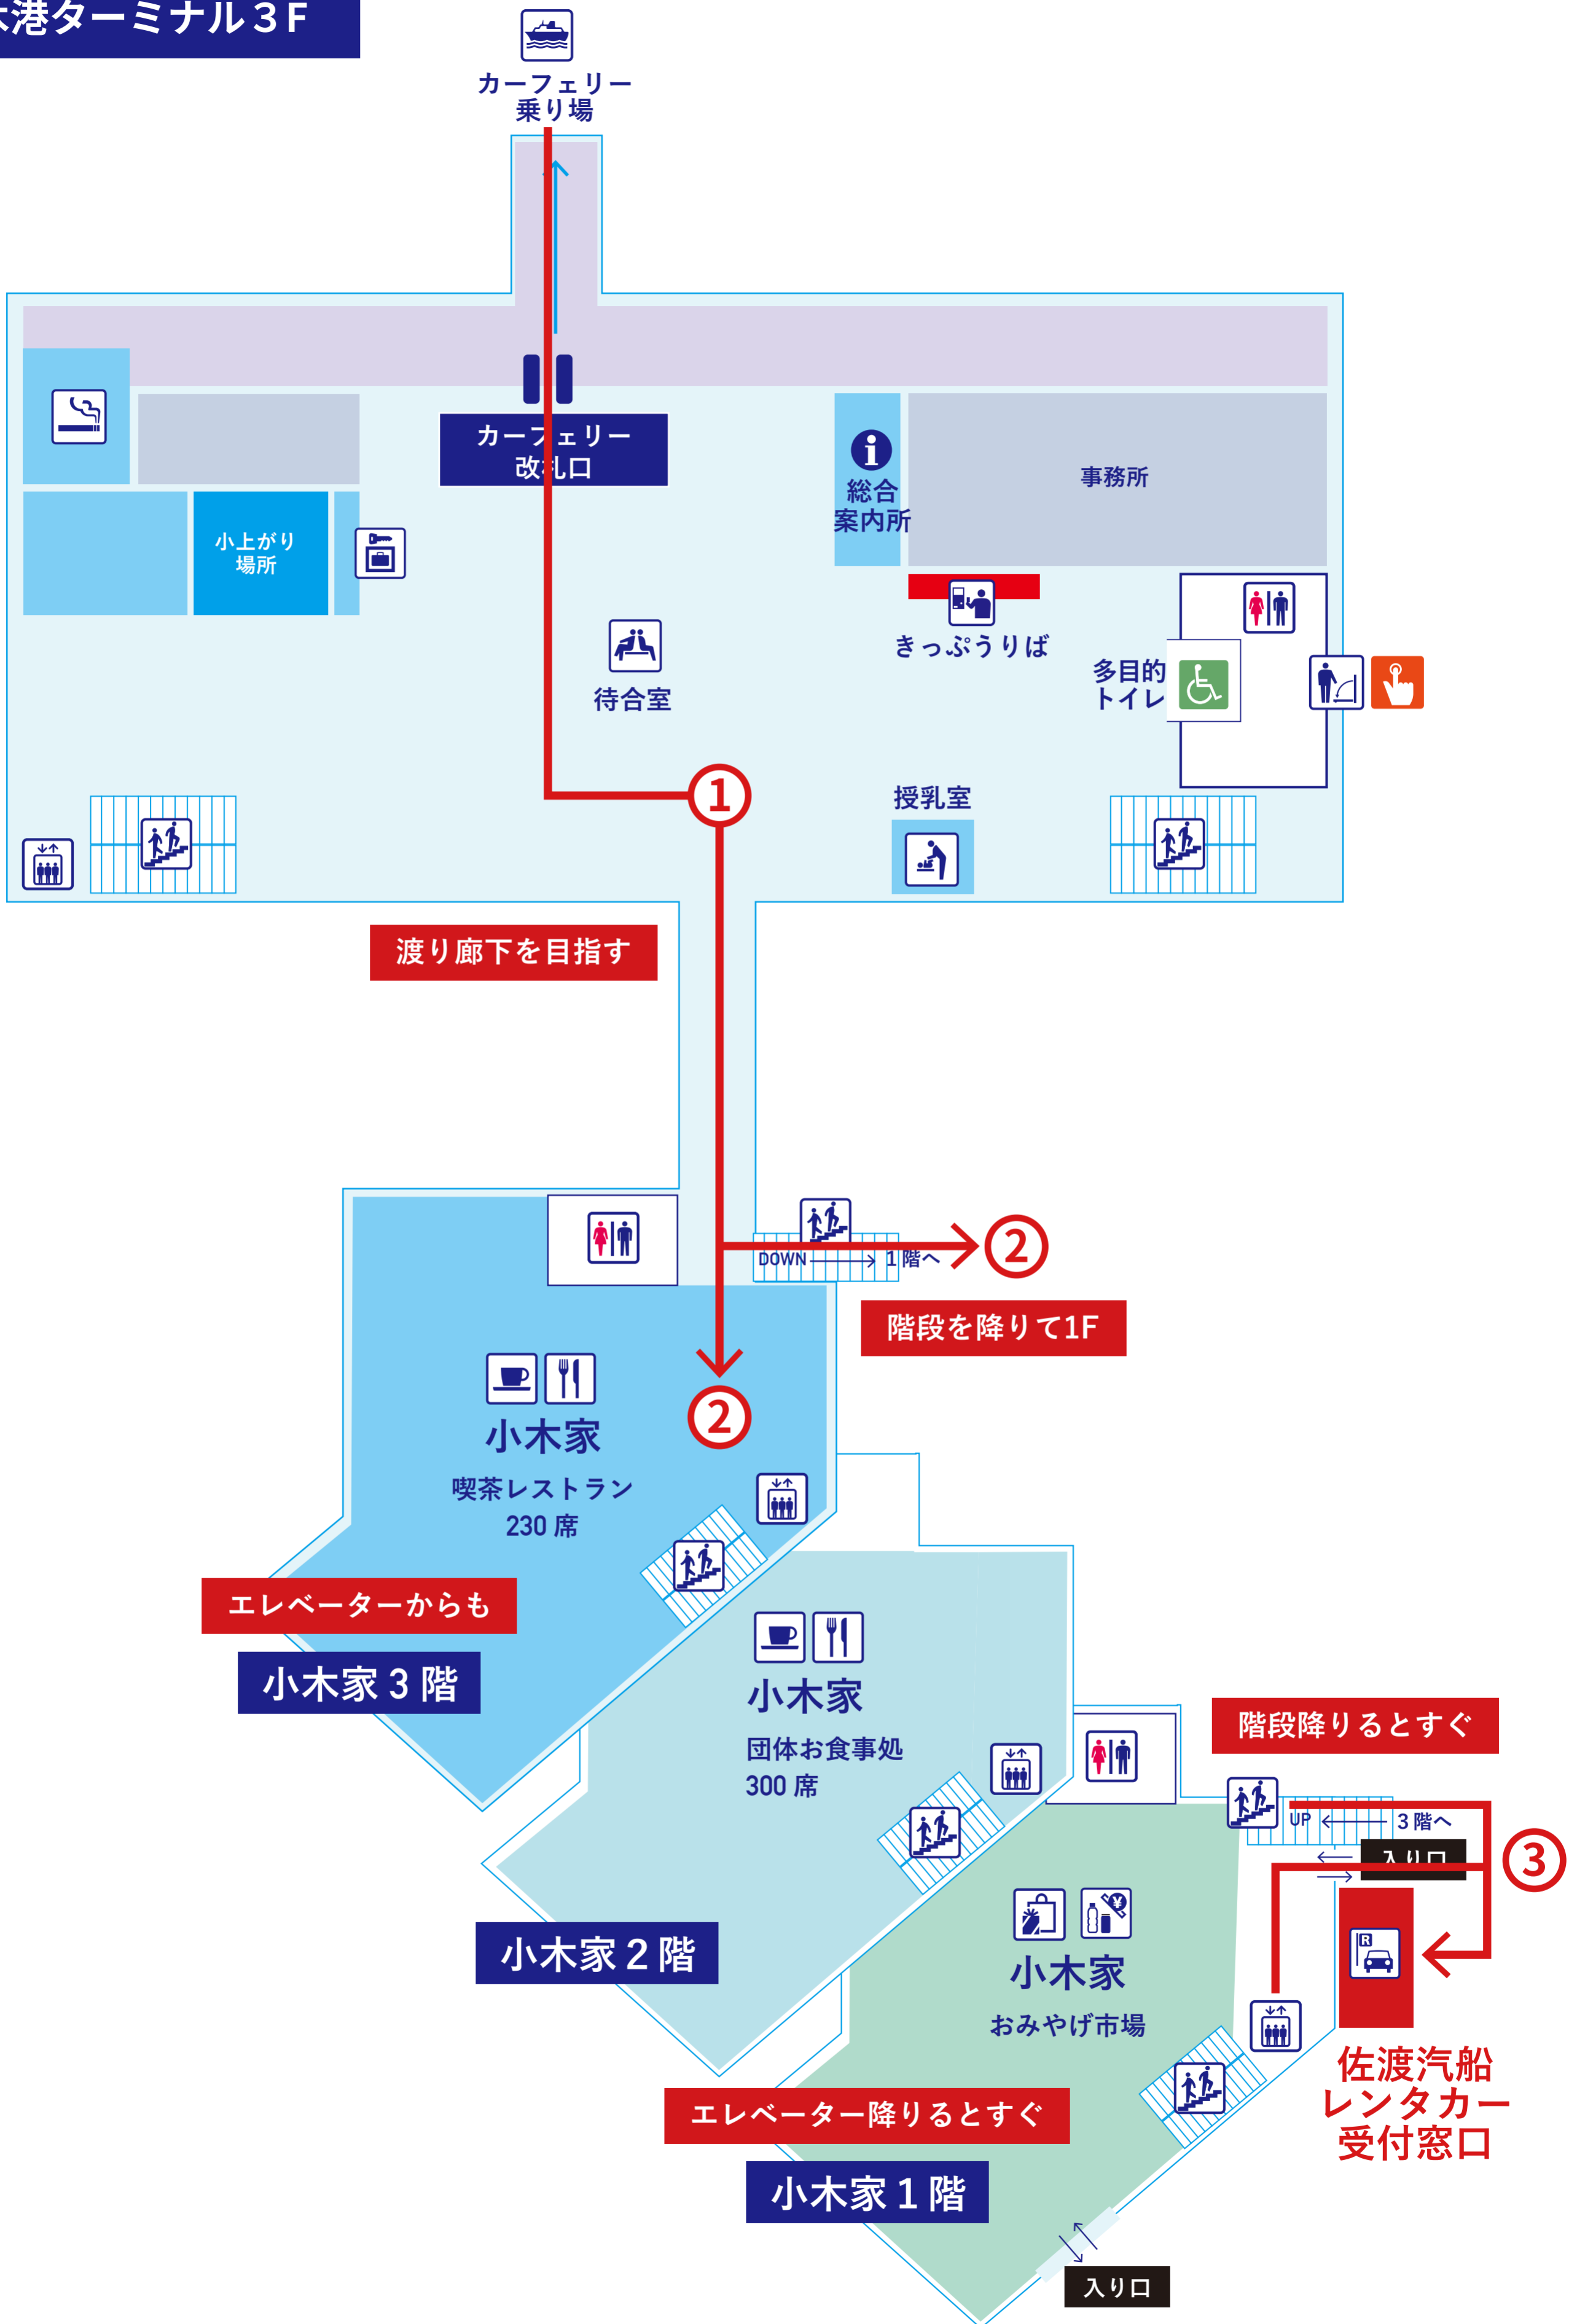 港ターミナル３Ｆ
カーフェリー
乗り場
カーフェリー
改札口
総合
案内所
事務所
小上がり
場所
きっぷうりば
待合室
多目的
トイレ
1
授乳室
渡り廊下を目指す
2
DOWN
1 階へ
階段を降りて1F
2
小木家
喫茶レストラン
230 席
エレベーターからも
小木家 3 階
小木家
団体お食事処
300 席
階段降りるとすぐ
UP
3 階へ
入り口
3
小木家 2 階
R
¥
小木家
おみやげ市場
佐渡汽船
レンタカー
受付窓口
エレベーター降りるとすぐ
小木家 1 階
入り口